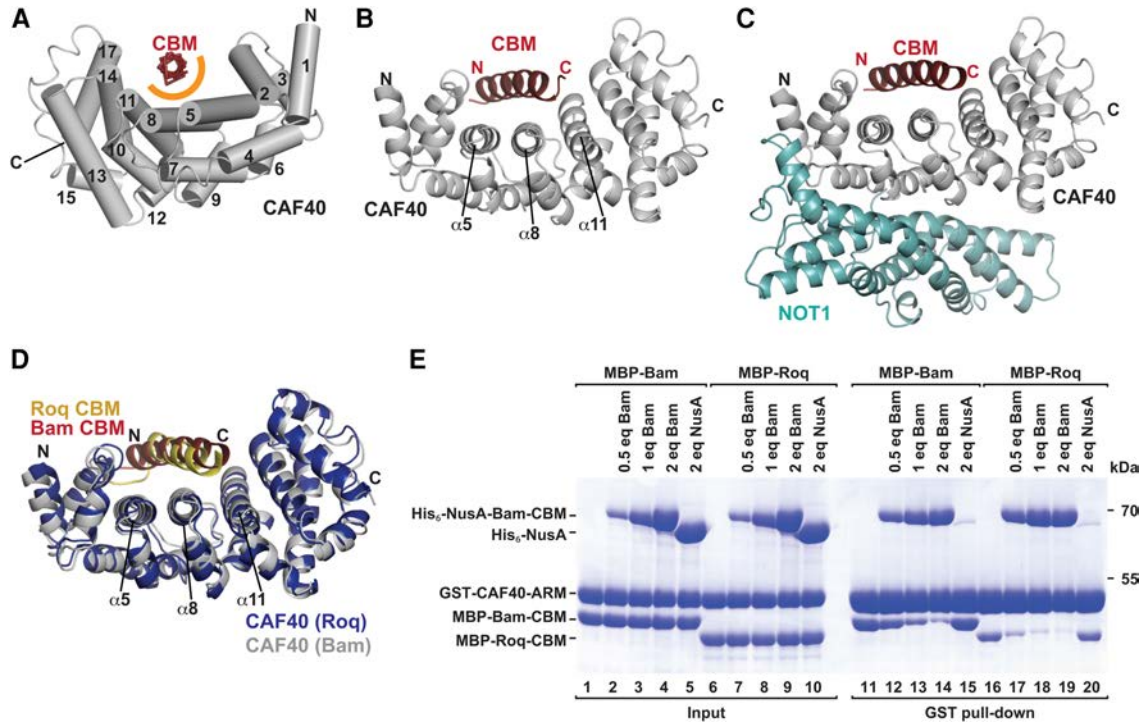 A
CBM
N
17
14
11
8
5
3
2
1
10
7
4
6
C
13
15
12
9
CAF40
B
CBM
N
C
N
C
CAF40
α5
α8
α11
C
CBM
N
C
N
C
CAF40
NOT1
D
Roq CBM
Bam CBM
N
N
C
C
α5
α8
α11
CAF40 (Roq)
CAF40 (Bam)
E
MBP-Bam MBP-Roq MBP-Bam MBP-Roq
0.5 eq Bam
1 eq Bam
2 eq Bam
2 eq NusA
0.5 eq Bam
1 eq Bam
2 eq Bam
2 eq NusA
0.5 eq Bam
1 eq Bam
2 eq Bam
2 eq NusA
0.5 eq Bam
1 eq Bam
2 eq Bam
2 eq NusA
kDa
His6-NusA-Bam-CBM
70
His6-NusA
55
GST-CAF40-ARM
MBP-Bam-CBM
MBP-Roq-CBM
1 2 3 4 5 6 7 8 9 10 11 12 13 14 15 16 17 18 19 20
Input GST pull-down